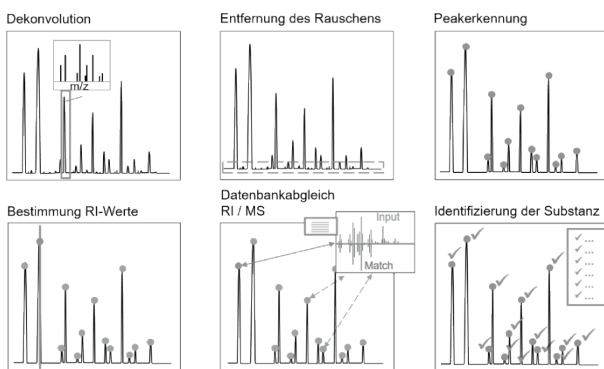 Dekonvolution
m/z
Entfernung des Rauschens
Peakerkennung
Bestimmung RI-Werte
Datenbankabgleich
RI / MS
Input
Match
Identifizierung der Substanz
...
...
...
...
...
...